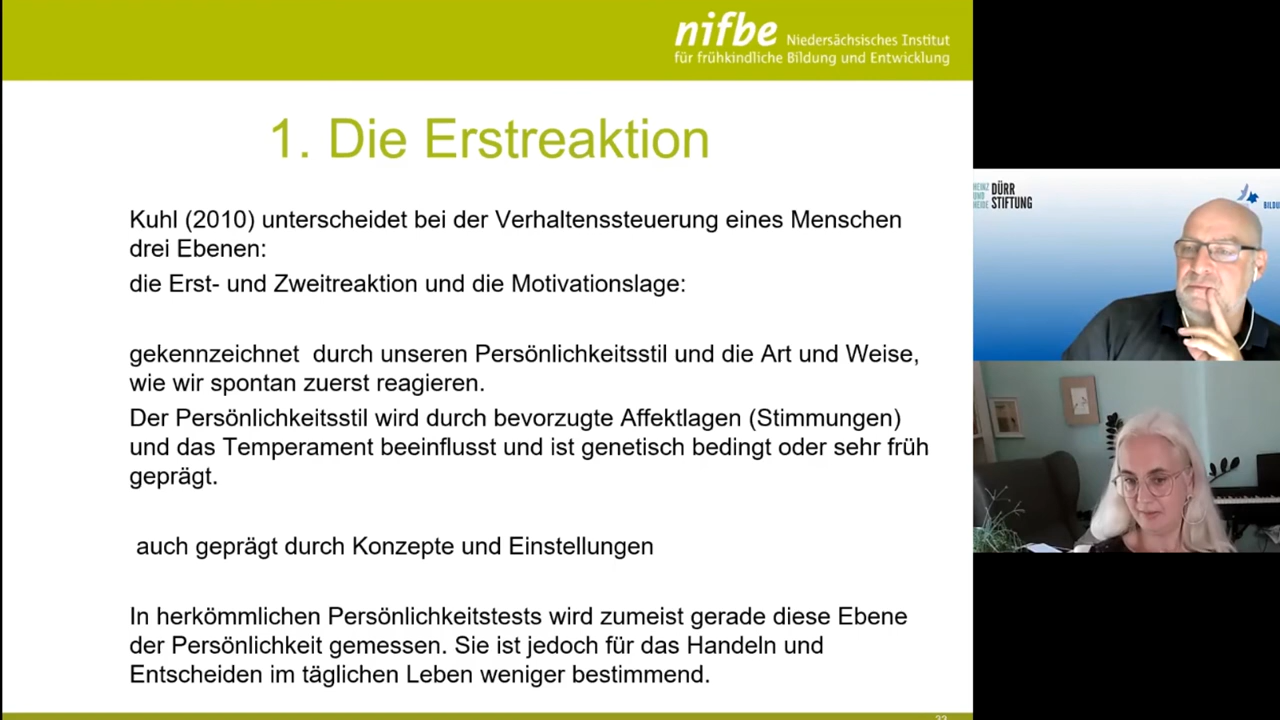 nifbe Niedersächsisches Institut
für frühkindliche Bildung und Entwicklung
1. Die Erstreaktion
Kuhl (2010) unterscheidet bei der Verhaltenssteuerung eines Menschen
drei Ebenen:
die Erst- und Zweitreaktion und die Motivationslage:
gekennzeichnet  durch unseren Persönlichkeitsstil und die Art und Weise,
wie wir spontan zuerst reagieren.
Der Persönlichkeitsstil wird durch bevorzugte Affektlagen (Stimmungen)
und das Temperament beeinflusst und ist genetisch bedingt oder sehr früh
geprägt.
auch geprägt durch Konzepte und Einstellungen
In herkömmlichen Persönlichkeitstests wird zumeist gerade diese Ebene
der Persönlichkeit gemessen. Sie ist jedoch für das Handeln und
Entscheiden im täglichen Leben weniger bestimmend.
HEINZ
UND
HEIDE
DÜRR
STIFTUNG
BILDU